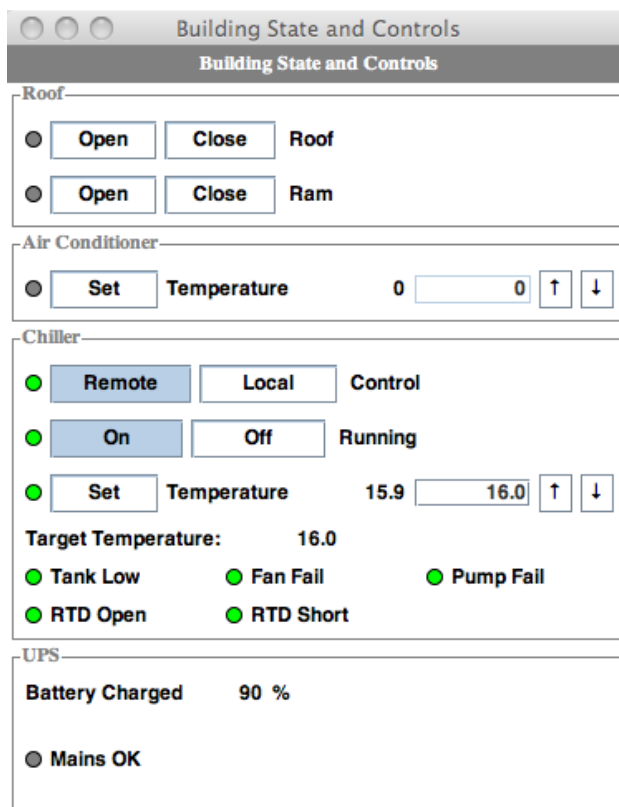 Building State and Controls
Building State and Controls
Roof
Open Close Roof
Open Close Ram
Air Conditioner
Set Temperature 0 0 ↑ ↓
Chiller
Remote Local Control
On Off Running
Set Temperature 15.9 16.0 ↑ ↓
Target Temperature: 16.0
Tank Low Fan Fail Pump Fail
RTD Open RTD Short
UPS
Battery Charged 90 %
Mains OK